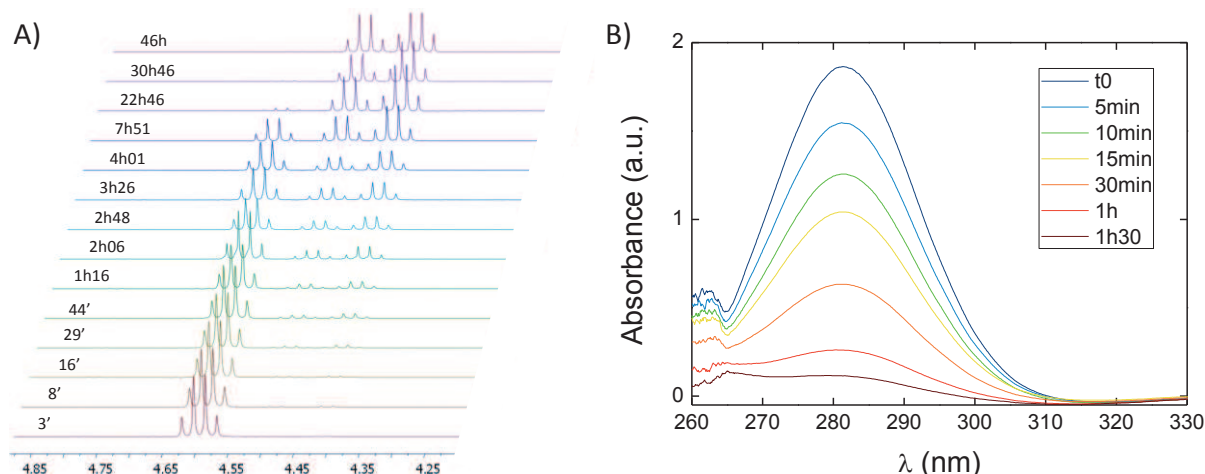 A)
46h
30h46
22h46
7h51
4h01
3h26
2h48
2h06
1h16
44’
29’
16’
8’
3’
4.85 4.75 4.65 4.55 4.45 4.35 4.25
B)
Absorbance (a.u.)
2
1
0
t0
5min
10min
15min
30min
1h
1h30
260 270 280 290 300 310 320 330
λ (nm)